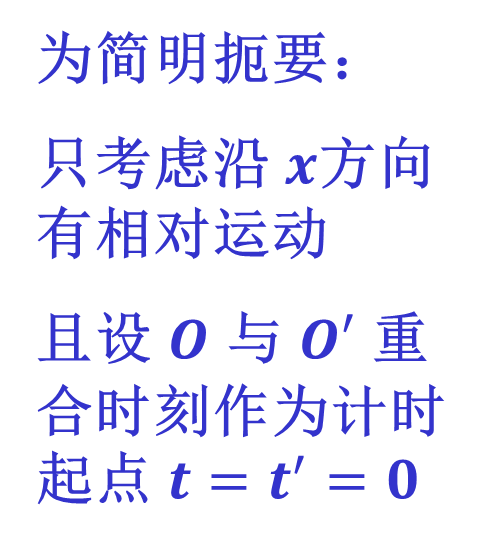 为简明扼要：
只考虑沿 x方向
有相对运动
且设 O 与 O′ 重
合时刻作为计时
起点 t = t′ = 0